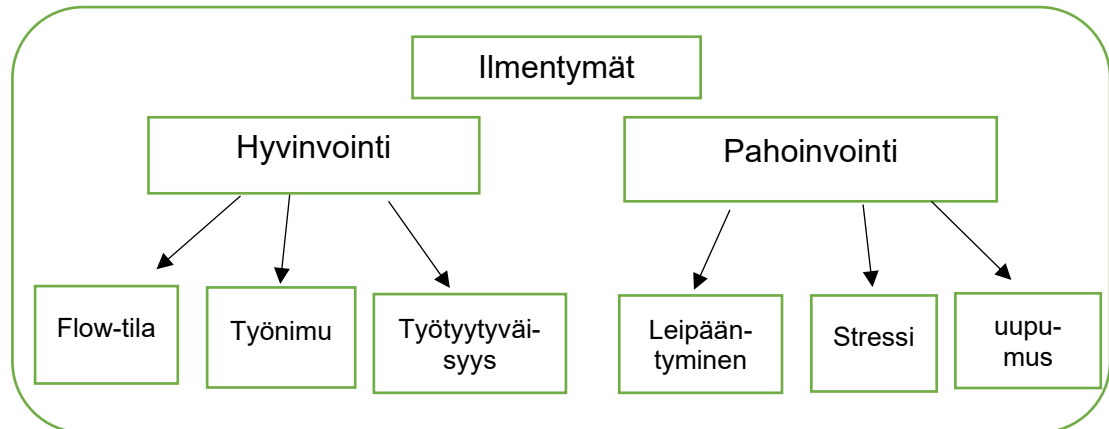 Ilmentymät
Hyvinvointi
Pahoinvointi
Flow-tila
Työnimu
Työtyytyväi-
syys
Leipään-
tyminen
Stressi
uupu-
mus